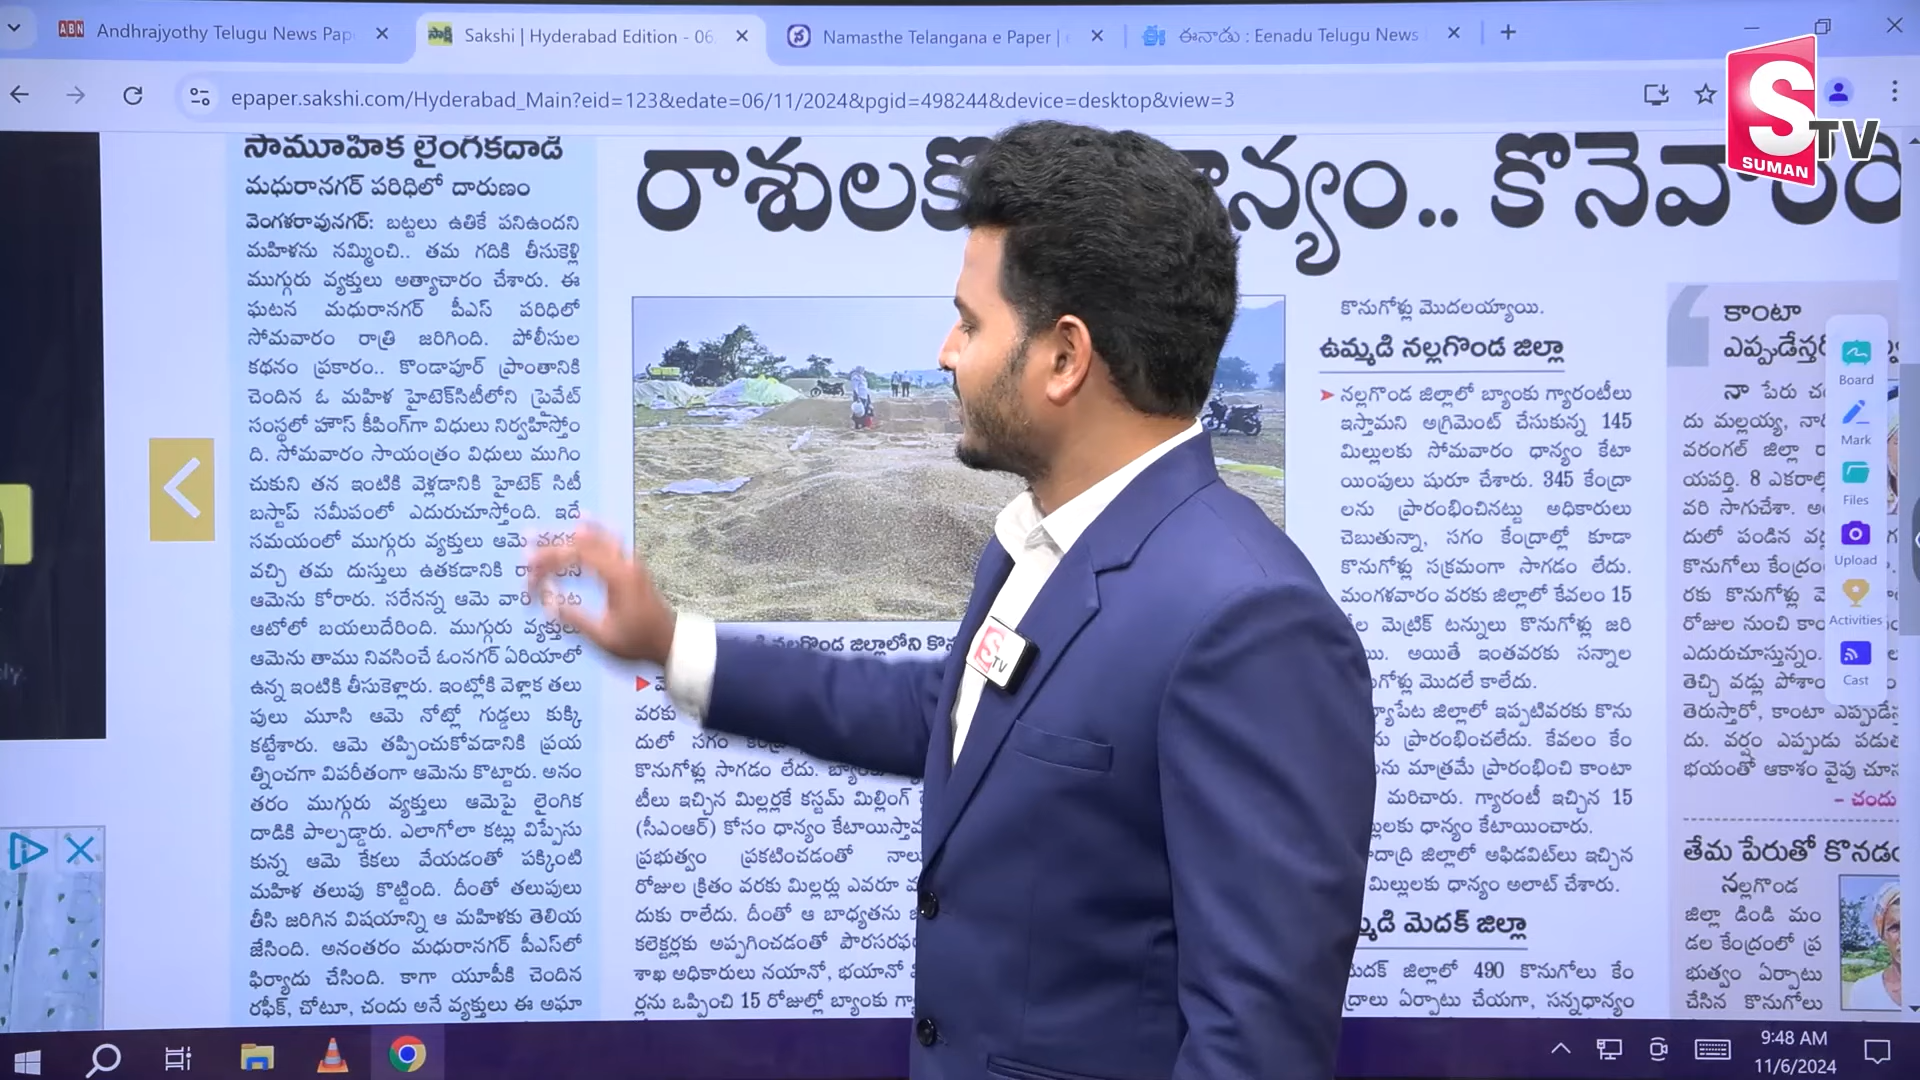 ABN Andhrajyothy Telugu News Pap
సాక్షి Sakshi | Hyderabad Edition - 06
Namasthe Telangana e Paper |
ఈనాడు : Eenadu Telugu News
epaper.sakshi.com/Hyderabad_Main?eid=123&edate=06/11/2024&pgid=498244&device=desktop&view=3
S TV
SUMAN
సామూహిక లైంగికదాడి
మధురానగర్ పరిధిలో దారుణం
వెంగళరావునగర్: బట్టలు ఉతికే పనిఉందని
మహిళను నమ్మించి.. తమ గదికి తీసుకెళ్లి
ముగ్గురు వ్యక్తులు అత్యాచారం చేశారు. ఈ
ఘటన మధురానగర్ పీఎస్ పరిధిలో
సోమవారం రాత్రి జరిగింది. పోలీసుల
కథనం ప్రకారం.. కొండాపూర్ ప్రాంతానికి
చెందిన ఓ మహిళ హైటెక్‌సిటీలోని ప్రైవేట్
సంస్థలో హౌస్ కీపింగ్‌గా విధులు నిర్వహిస్తోం
ది. సోమవారం సాయంత్రం విధులు ముగిం
చుకుని తన ఇంటికి వెళ్లడానికి హైటెక్ సిటీ
బస్టాప్ సమీపంలో ఎదురుచూస్తోంది. ఇదే
సమయంలో ముగ్గురు వ్యక్తులు ఆమె వద్దకు
వచ్చి తమ దుస్తులు ఉతకడానికి
ఆమెను కోరారు. సరేనన్న ఆమె వారి వెంట
ఆటోలో బయలుదేరింది. ముగ్గురు వ్యక్తులు
ఆమెను తాము నివసించే ఓంనగర్ ఏరియాలో
ఉన్న ఇంటికి తీసుకెళ్లారు. ఇంట్లోకి వెళ్లాక తలు
పులు మూసి ఆమె నోట్లో గుడ్డలు కుక్కి
కట్టేశారు. ఆమె తప్పించుకోవడానికి ప్రయ
త్నించగా విపరీతంగా ఆమెను కొట్టారు. అనం
తరం ముగ్గురు వ్యక్తులు ఆమెపై లైంగిక
దాడికి పాల్పడ్డారు. ఎలాగోలా కట్లు విప్పేసు
కున్న ఆమె కేకలు వేయడంతో పక్కింటి
మహిళ తలుపు కొట్టింది. దీంతో తలుపులు
తీసి జరిగిన విషయాన్ని ఆ మహిళకు తెలియ
జేసింది. అనంతరం మధురానగర్ పీఎస్‌లో
ఫిర్యాదు చేసింది. కాగా యూపీకి చెందిన
రఫీక్, చోటూ, చందు అనే వ్యక్తులు ఈ అఘా
రాశులకొ న్యం.. కొనేవారే
నల్లగొండ జిల్లాలోని
వరకు
దులో సగం
కొనుగోళ్లు సాగడం లేదు.
టీలు ఇచ్చిన మిల్లర్లకే కస్టమ్ మిల్లింగ్
(సీఎంఆర్) కోసం ధాన్యం కేటాయిస్తా
ప్రభుత్వం ప్రకటించడంతో
రోజుల క్రితం వరకు మిల్లర్లు ఎవరూ
దుకు రాలేదు. దీంతో ఆ బాధ్యతను
కలెక్టర్లకు అప్పగించడంతో పౌరసరఫ
శాఖ అధికారులు నయానో, భయానో
ర్లను ఒప్పించి 15 రోజుల్లో బ్యాంకు
కొనుగోళ్లు మొదలయ్యాయి.
ఉమ్మడి నల్లగొండ జిల్లా
నల్లగొండ జిల్లాలో బ్యాంకు గ్యారంటీలు
ఇస్తామని అగ్రిమెంట్ చేసుకున్న 145
మిల్లులకు సోమవారం ధాన్యం కేటా
యింపులు షురూ చేశారు. 345 కేంద్రా
లను ప్రారంభించినట్టు అధికారులు
చెబుతున్నా, సగం కేంద్రాల్లో కూడా
కొనుగోళ్లు సక్రమంగా సాగడం లేదు.
మంగళవారం వరకు జిల్లాలో కేవలం 15
మెట్రిక్ టన్నులు కొనుగోళ్లు జరి
అయితే ఇంతవరకు సన్నాల
మొదలే కాలేదు.
జిల్లాలో ఇప్పటివరకు కొను
ప్రారంభించలేదు. కేవలం కేం
మాత్రమే ప్రారంభించి కాంటా
మరిచారు. గ్యారంటీ ఇచ్చిన 15
ధాన్యం కేటాయించారు.
జిల్లాలో అఫిడవిట్‌లు ఇచ్చిన
మిల్లులకు ధాన్యం అలాట్ చేశారు.
మెదక్ జిల్లా
జిల్లాలో 490 కొనుగోలు కేం
ఏర్పాటు చేయగా, సన్నధాన్యం
కాంటా
ఎప్పుడేస్తరో
నా పేరు
దు మల్లయ్య,
వరంగల్ జిల్లా
యపర్తి. 8 ఎకరాల్లో
వరి సాగుచేశా.
దులో పండిన
కొనుగోలు కేంద్రం
రకు కొనుగోళ్లు
రోజుల నుంచి
ఎదురుచూస్తున్నం.
తెచ్చి వడ్లు
తెరుస్తారో, కాంటా ఎప్పుడే
దు. వర్షం ఎప్పుడు
భయంతో ఆకాశం వైపు
- చందు
తేమ పేరుతో
నల్లగొండ
జిల్లా డిండి మం
డల కేంద్రంలో ప్ర
భుత్వం ఏర్పాటు
చేసిన కొనుగోలు
Board
Mark
Files
Upload
Activities
Cast
S TV
9:48 AM
11/6/2024